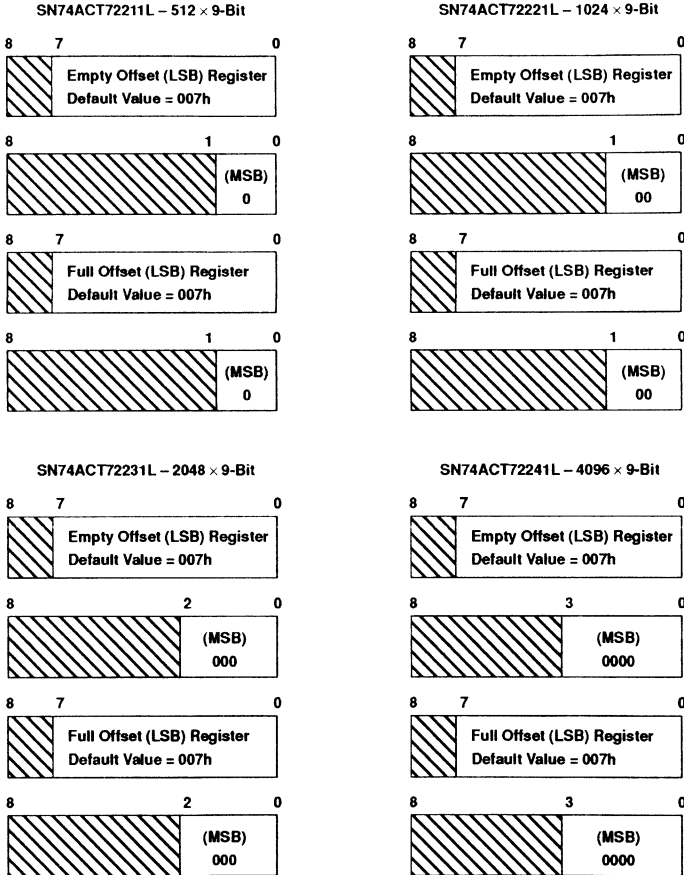 SN74ACT72211L – 512 × 9-Bit
8 7 0
Empty Offset (LSB) Register
Default Value = 007h
8 1 0
(MSB)
0
8 7 0
Full Offset (LSB) Register
Default Value = 007h
8 1 0
(MSB)
0
SN74ACT72221L – 1024 × 9-Bit
8 7 0
Empty Offset (LSB) Register
Default Value = 007h
8 1 0
(MSB)
00
8 7 0
Full Offset (LSB) Register
Default Value = 007h
8 1 0
(MSB)
00
SN74ACT72231L – 2048 × 9-Bit
8 7 0
Empty Offset (LSB) Register
Default Value = 007h
8 2 0
(MSB)
000
8 7 0
Full Offset (LSB) Register
Default Value = 007h
8 2 0
(MSB)
000
SN74ACT72241L – 4096 × 9-Bit
8 7 0
Empty Offset (LSB) Register
Default Value = 007h
8 3 0
(MSB)
0000
8 7 0
Full Offset (LSB) Register
Default Value = 007h
8 3 0
(MSB)
0000